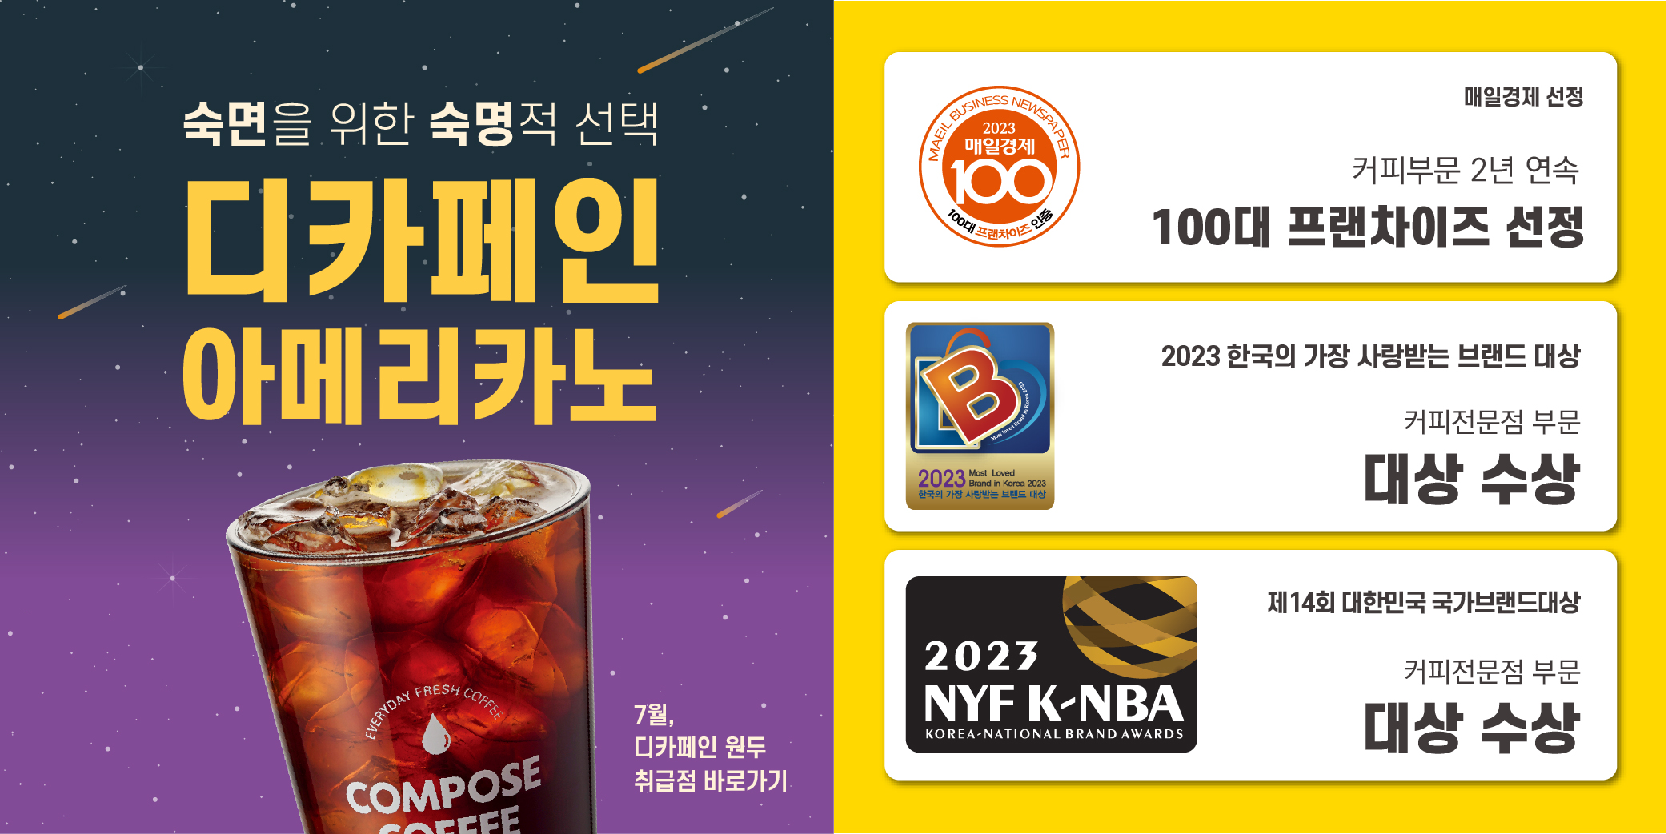 숙면을 위한 숙명적 선택
디카페인
아메리카노
EVERYDAY FRESH COFFEE
COMPOSE
COFFEE
7월,
디카페인 원두
취급점 바로가기
MAEIL BUSINESS NEWSPAPER
2023
매일경제
100
100대 프랜차이즈 인증
매일경제 선정
커피부문 2년 연속
100대 프랜차이즈 선정
B
2023 Most Loved
Brand in Korea 2023
한국의 가장 사랑받는 브랜드 대상
2023 한국의 가장 사랑받는 브랜드 대상
커피전문점 부문
대상 수상
2023
NYF K-NBA
KOREA-NATIONAL BRAND AWARDS
제14회 대한민국 국가브랜드대상
커피전문점 부문
대상 수상